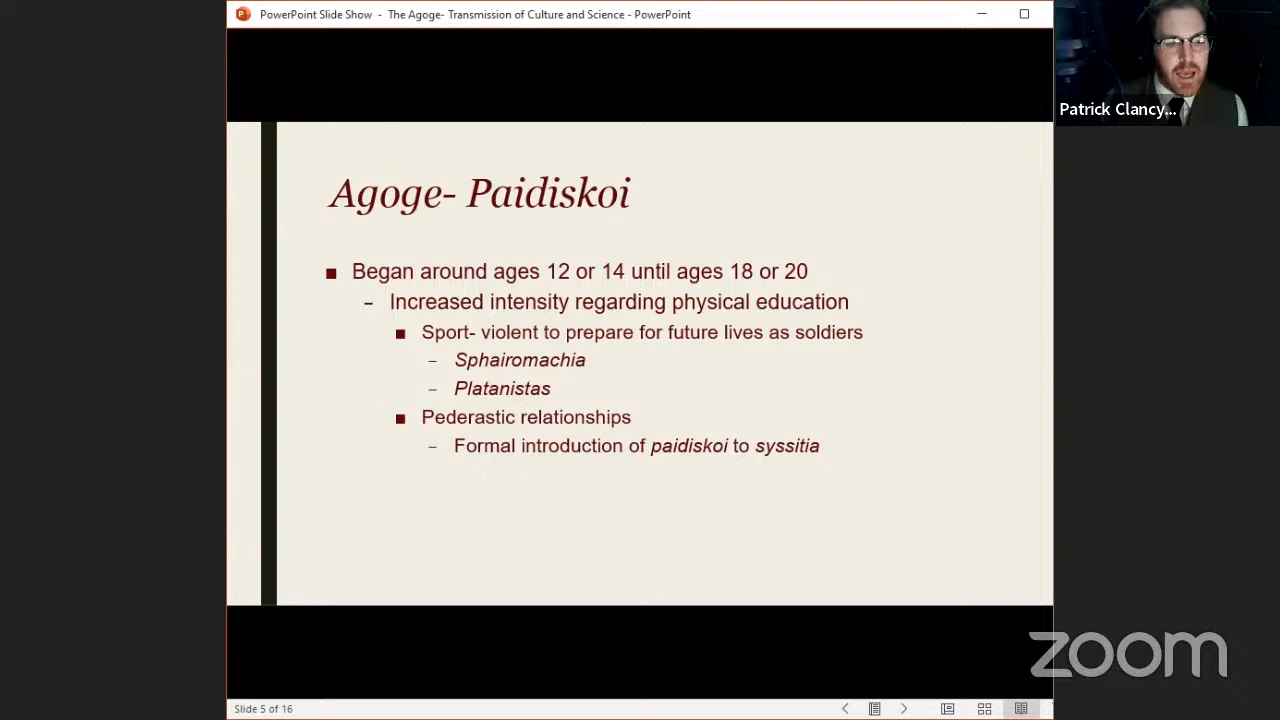 PowerPoint Slide Show - The Agoge- Transmission of Culture and Science - PowerPoint
Patrick Clancy...
Agoge- Paidiskoi
Began around ages 12 or 14 until ages 18 or 20
Increased intensity regarding physical education
Sport- violent to prepare for future lives as soldiers
Sphairomachia
Platanistas
Pederastic relationships
Formal introduction of paidiskoi to syssitia
zoom
Slide 5 of 16